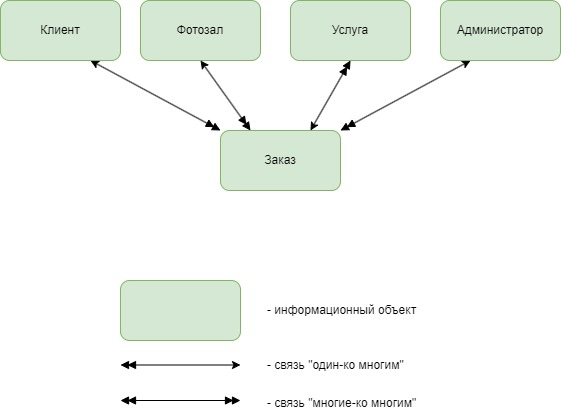 Клиент
Фотозал
Услуга
Администратор
Заказ
- информационный объект
- связь "один-ко многим"
- связь "многие-ко многим"